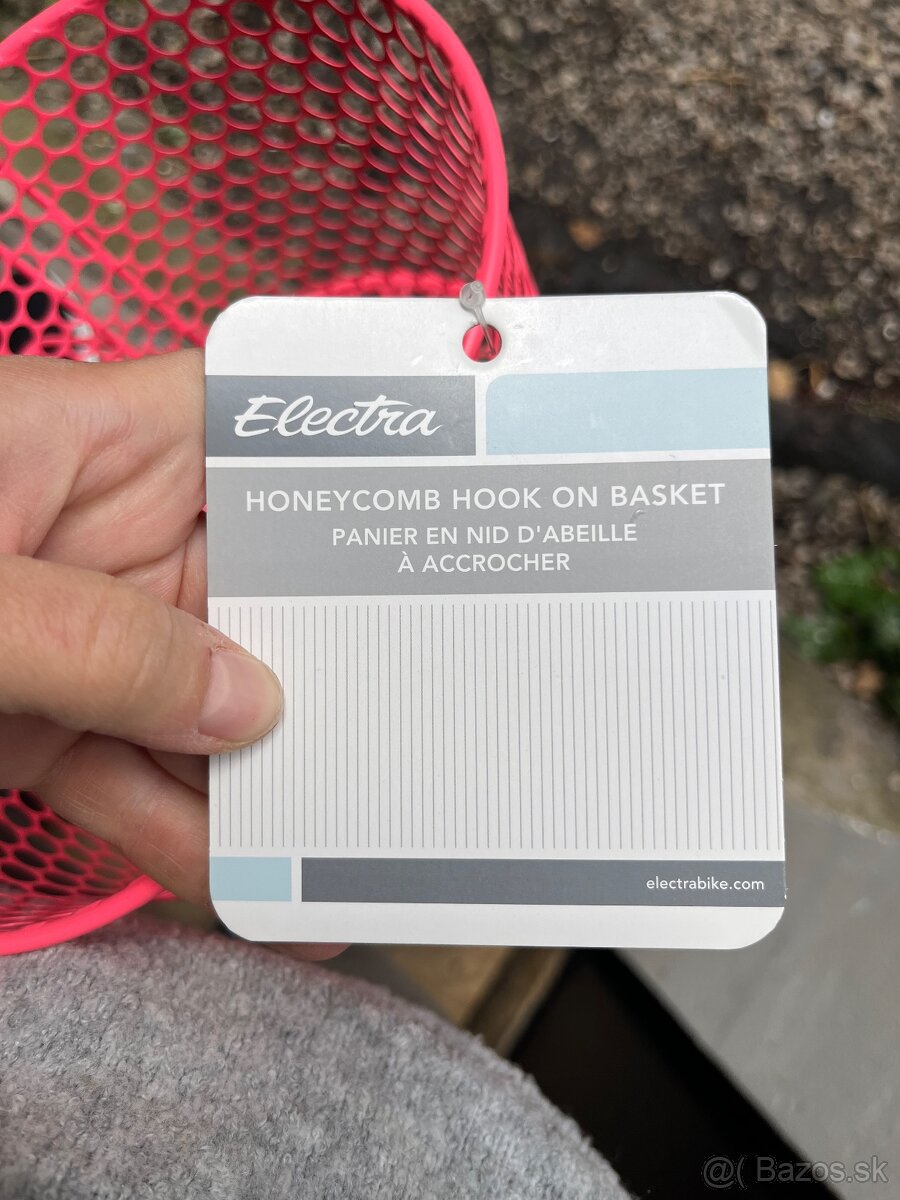 Electra
HONEYCOMB HOOK ON BASKET
PANIER EN NID D'ABEILLE
À ACCROCHER
electrabike.com
@( Bazos.sk